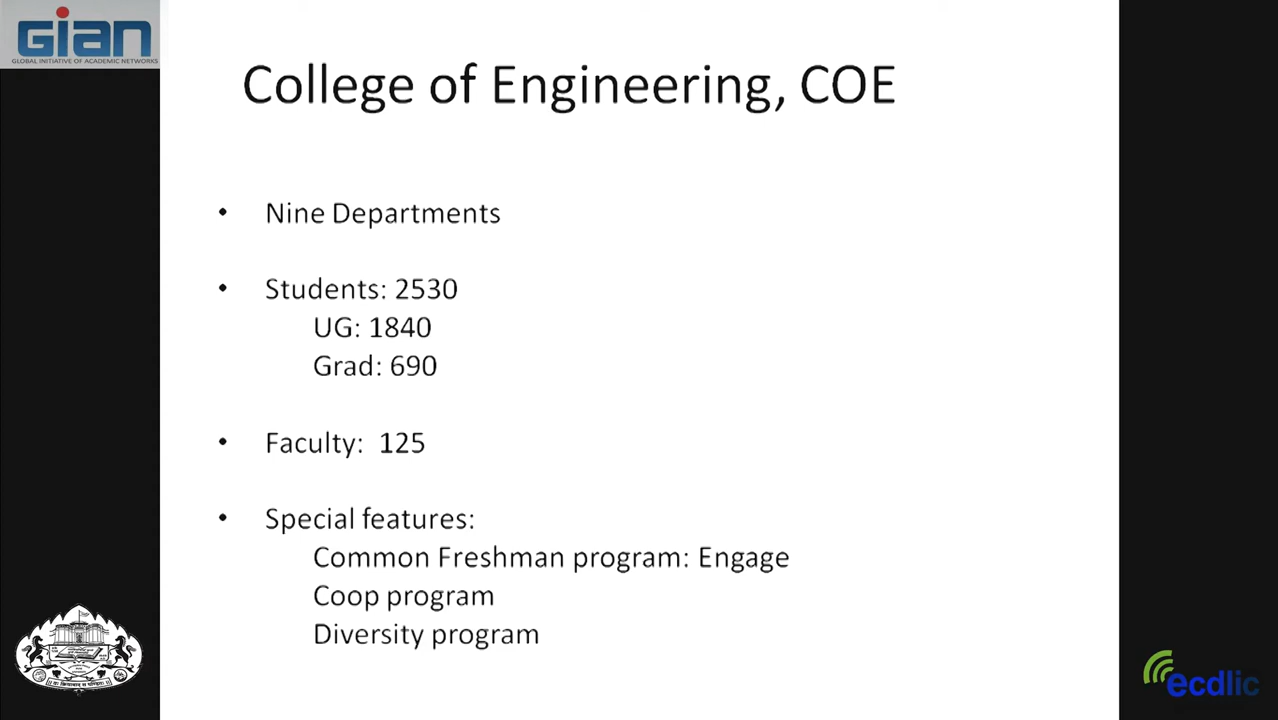 GIAN
GLOBAL INITIATIVE OF ACADEMIC NETWORKS
College of Engineering, COE
• Nine Departments
• Students: 2530
UG: 1840
Grad: 690
• Faculty: 125
• Special features:
Common Freshman program: Engage
Coop program
Diversity program
ecdlic